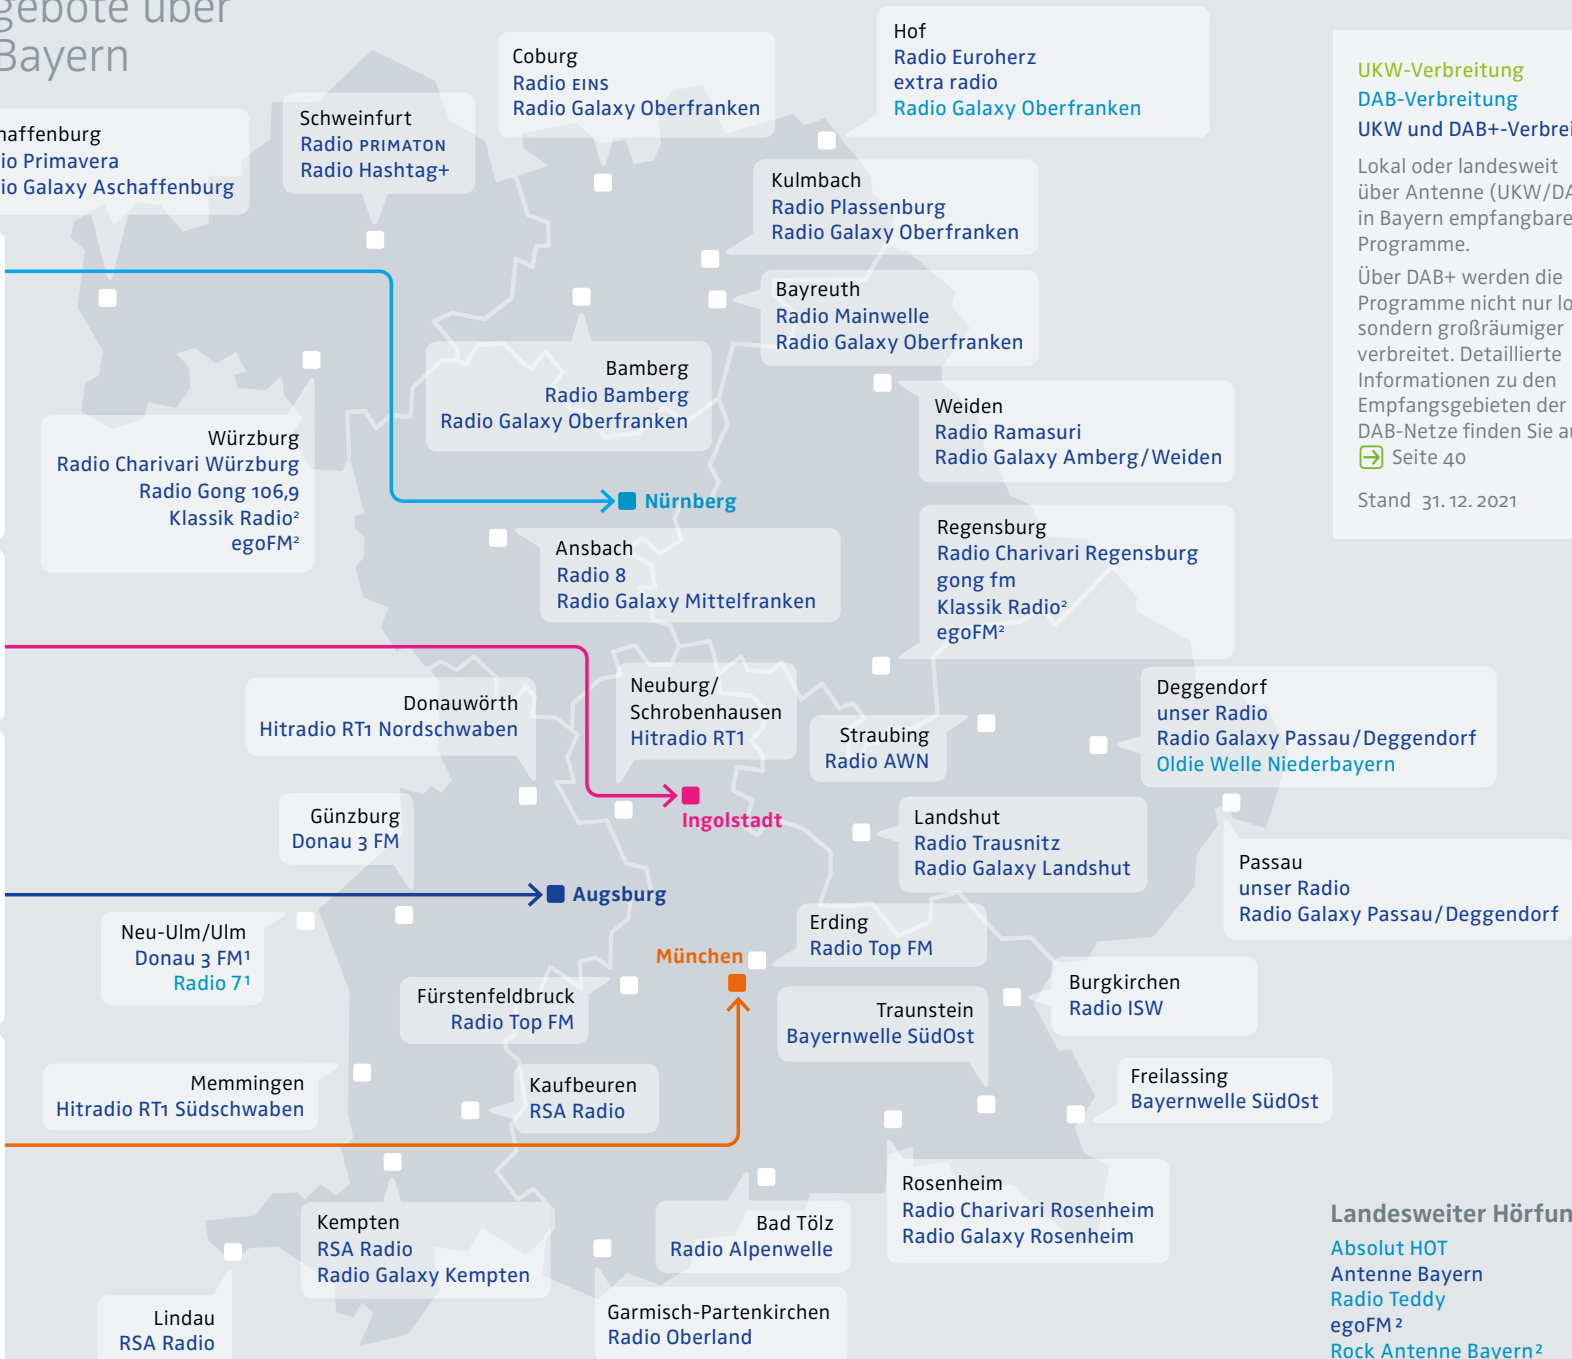 gebote über
Bayern
haffenburg
io Primavera
io Galaxy Aschaffenburg
Schweinfurt
Radio PRIMATON
Radio Hashtag+
Coburg
Radio EINS
Radio Galaxy Oberfranken
Hof
Radio Euroherz
extra radio
Radio Galaxy Oberfranken
Kulmbach
Radio Plassenburg
Radio Galaxy Oberfranken
Bayreuth
Radio Mainwelle
Radio Galaxy Oberfranken
Bamberg
Radio Bamberg
Radio Galaxy Oberfranken
Weiden
Radio Ramasuri
Radio Galaxy Amberg/Weiden
Würzburg
Radio Charivari Würzburg
Radio Gong 106,9
Klassik Radio²
egoFM²
Nürnberg
Ansbach
Radio 8
Radio Galaxy Mittelfranken
Regensburg
Radio Charivari Regensburg
gong fm
Klassik Radio²
egoFM²
Donauwörth
Hitradio RT1 Nordschwaben
Neuburg/
Schrobenhausen
Hitradio RT1
Straubing
Radio AWN
Deggendorf
unser Radio
Radio Galaxy Passau/Deggendorf
Oldie Welle Niederbayern
Ingolstadt
Günzburg
Donau 3 FM
Landshut
Radio Trausnitz
Radio Galaxy Landshut
Passau
unser Radio
Radio Galaxy Passau/Deggendorf
Augsburg
Neu-Ulm/Ulm
Donau 3 FM¹
Radio 7¹
Erding
Radio Top FM
München
Fürstenfeldbruck
Radio Top FM
Traunstein
Bayernwelle SüdOst
Burgkirchen
Radio ISW
Memmingen
Hitradio RT1 Südschwaben
Kaufbeuren
RSA Radio
Freilassing
Bayernwelle SüdOst
Kempten
RSA Radio
Radio Galaxy Kempten
Bad Tölz
Radio Alpenwelle
Rosenheim
Radio Charivari Rosenheim
Radio Galaxy Rosenheim
Lindau
RSA Radio
Garmisch-Partenkirchen
Radio Oberland
UKW-Verbreitung
DAB-Verbreitung
UKW und DAB+-Verbrei
Lokal oder landesweit
über Antenne (UKW/DA
in Bayern empfangbare
Programme.
Über DAB+ werden die
Programme nicht nur lo
sondern großräumiger
verbreitet. Detaillierte
Informationen zu den
Empfangsgebieten der
DAB-Netze finden Sie au
Seite 40
Stand 31. 12. 2021
Landesweiter Hörfun
Absolut HOT
Antenne Bayern
Radio Teddy
egoFM²
Rock Antenne Bayern²